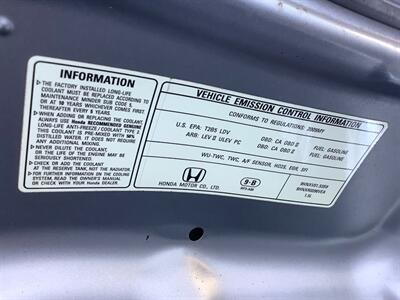 INFORMATION
THE FACTORY INSTALLED LONG-LIFE
COOLANT MUST BE REPLACED ACCORDING TO
MAINTENANCE MINDER SUB CODE 5,
OR AT 10 YEARS WHICHEVER COMES FIRST.
THEREAFTER EVERY 5 YEARS
WHEN ADDING OR REPLACING THE COOLANT
ALWAYS USE Honda RECOMMENDED GENUINE
LONG-LIFE ANTI-FREEZE / COOLANT TYPE 2
THIS COOLANT IS PRE-MIXED WITH 50%
DISTILLED WATER. IT DOES NOT NEED
ANY ADDITIONAL MIXING.
NEVER DILUTE THE COOLANT,
OR THE ENGINE MAY BE
SERIOUSLY SHORTENED.
CHECK OR ADD THE COOLANT
AT THE RESERVE TANK, NOT THE RADIATOR
FOR FURTHER INFORMATION ON THE COOLING
SYSTEM, READ THE OWNER'S MANUAL
OR CHECK WITH YOUR Honda DEALER.
VEHICLE EMISSION CONTROL INFORMATION
CONFORMS TO REGULATIONS: MY
U.S. EPA: T2B5 LDV OBD: CA OBD II FUEL: GASOLINE
ARB: LEV II ULEV PC OBD: CA OBD II FUEL: GASOLINE
WU-TWC, TWC, A/F SENSOR, HO2S, EGR, SFI
HONDA MOTOR CO., LTD.
9-B
1.5L